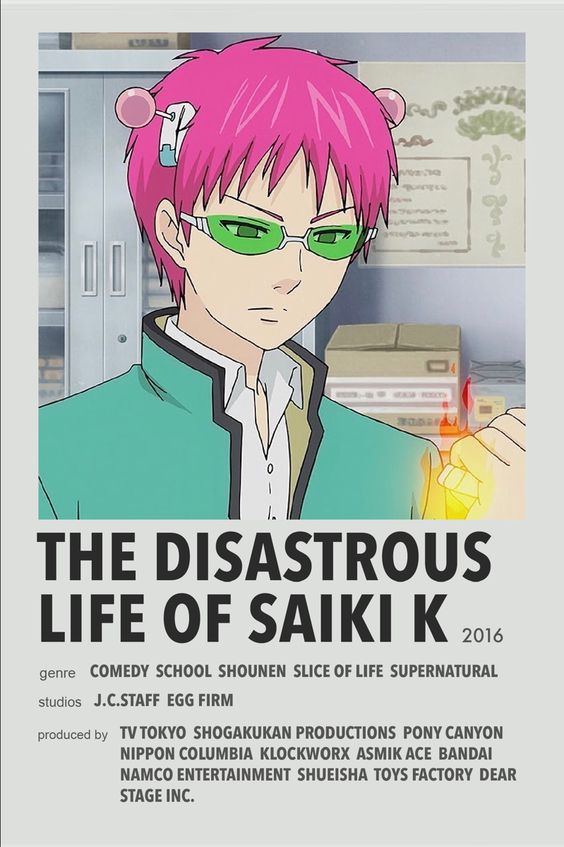 THE DISASTROUS
LIFE OF SAIKI K 2016
genre COMEDY SCHOOL SHOUNEN SLICE OF LIFE SUPERNATURAL
studios J.C.STAFF EGG FIRM
produced by TV TOKYO SHOGAKUKAN PRODUCTIONS PONY CANYON
NIPPON COLUMBIA KLOCKWORX ASMIK ACE BANDAI
NAMCO ENTERTAINMENT SHUEISHA TOYS FACTORY DEAR
STAGE INC.